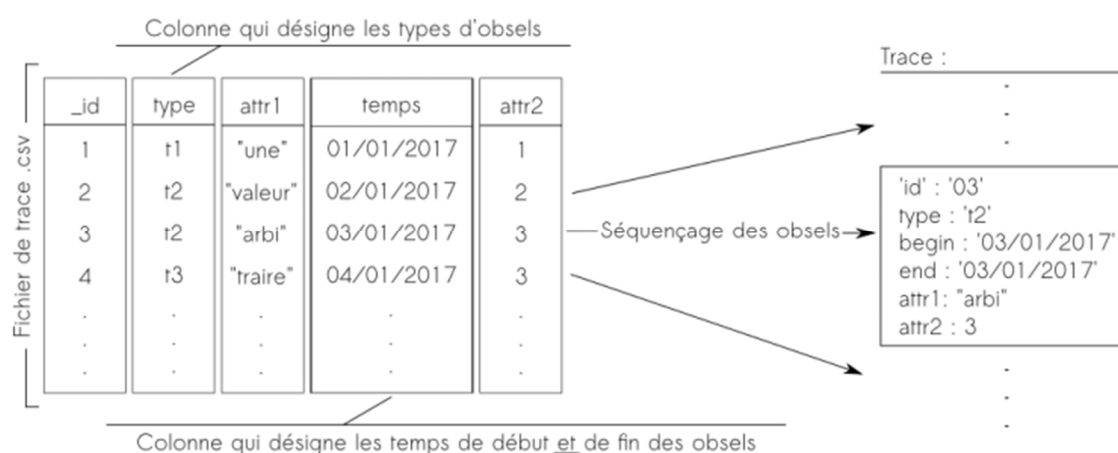 Colonne qui désigne les types d'obsels
Fichier de trace .csv
_id type attr1 temps attr2
1 t1 "une" 01/01/2017 1
2 t2 "valeur" 02/01/2017 2
3 t2 "arbi" 03/01/2017 3
4 t3 "traire" 04/01/2017 3
. . . . .
. . . . .
. . . . .
Colonne qui désigne les temps de début et de fin des obsels
Séquençage des obsels
Trace :
-
-
-
'id' : '03'
type : 't2'
begin : '03/01/2017'
end : '03/01/2017'
attr1: "arbi"
attr2 : 3
-
-
-